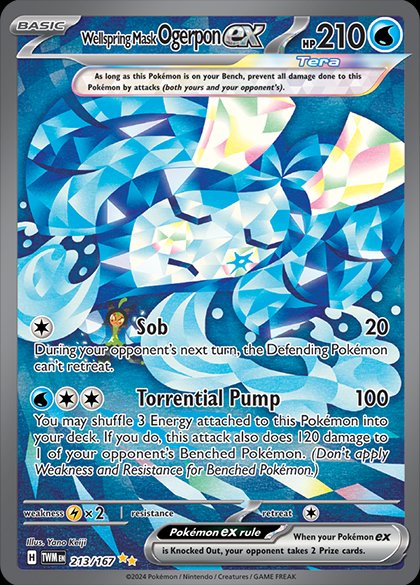 BASIC
Wellspring Mask Ogerpon ex HP 210
Tera
As long as this Pokémon is on your Bench, prevent all damage done to this
Pokémon by attacks (both yours and your opponent's).
Sob 20
During your opponent's next turn, the Defending Pokémon
can't retreat.
Torrential Pump 100
You may shuffle 3 Energy attached to this Pokémon into
your deck. If you do, this attack also does 120 damage to
1 of your opponent's Benched Pokémon. (Don't apply
Weakness and Resistance for Benched Pokémon.)
weakness ×2 resistance retreat
Illus. Yano Keiji
Pokémon ex rule
When your Pokémon ex
is Knocked Out, your opponent takes 2 Prize cards.
H TWM EN 213/167
©2024 Pokémon / Nintendo / Creatures / GAME FREAK